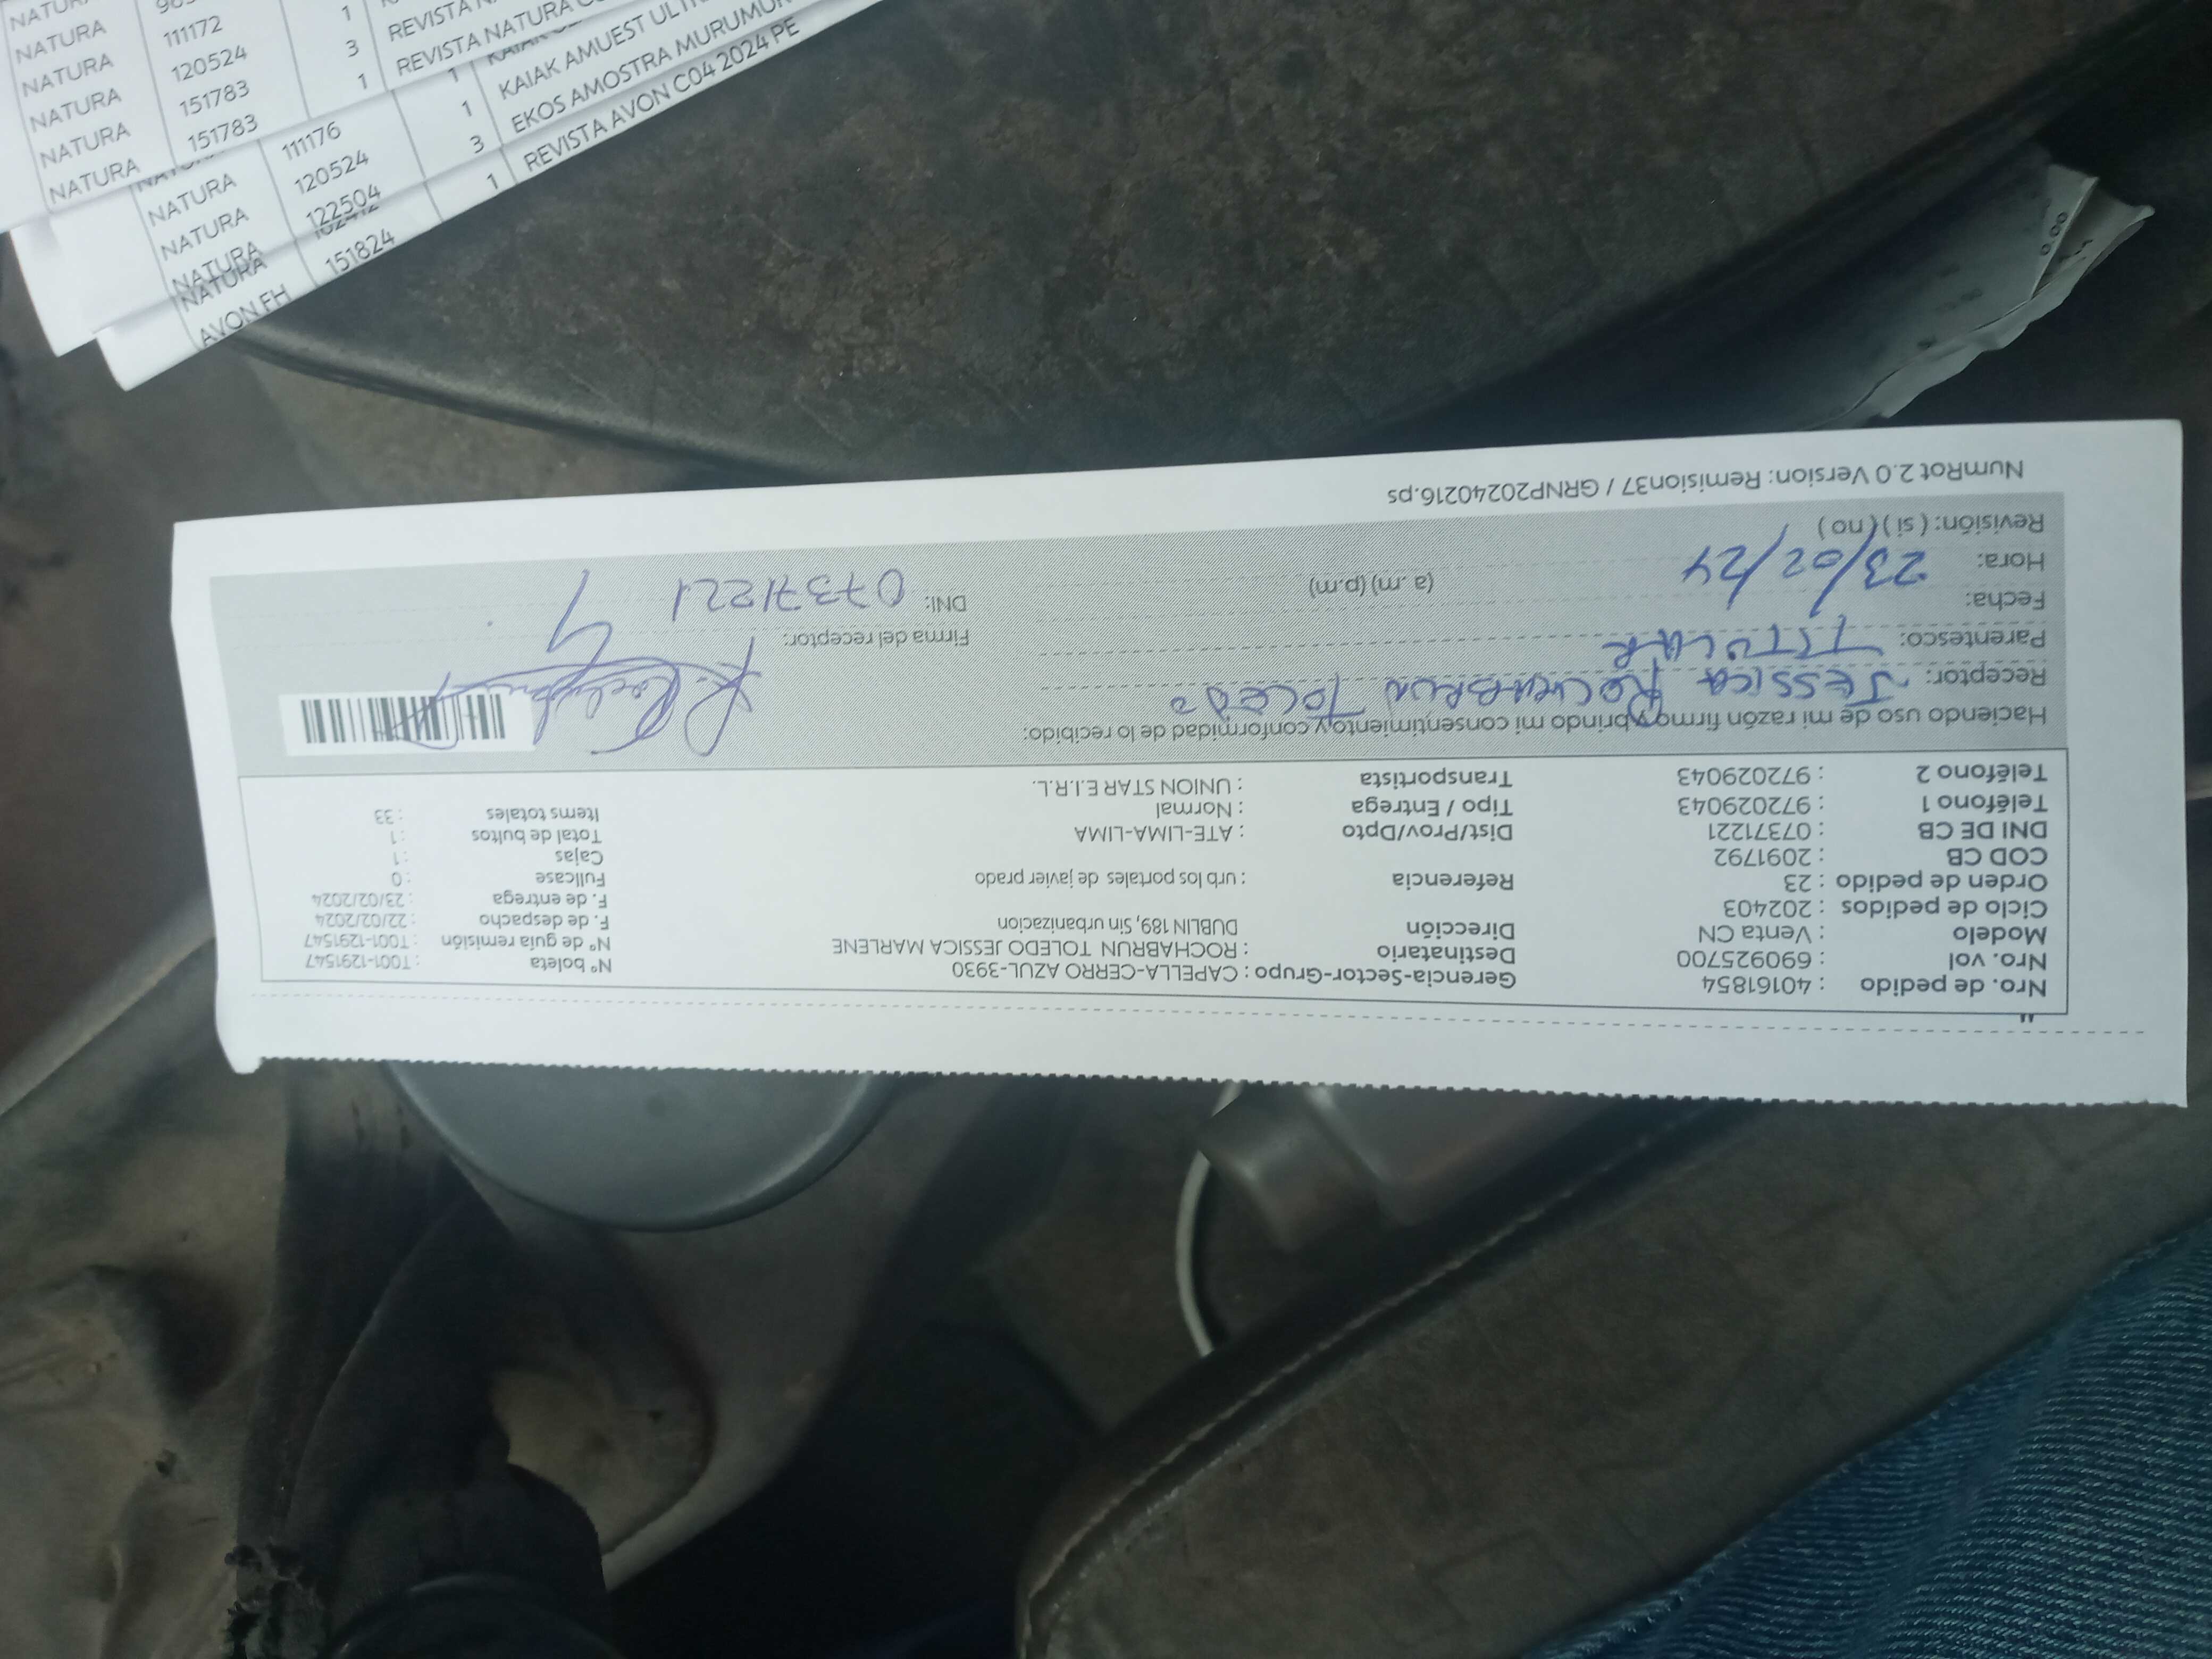 NATURA
NATURA 111172 1
NATURA 120524 3 REVISTA
NATURA 151783 1 REVISTA NATURA
NATURA 151783
NATURA 111176 1 KAIAK AMUEST
NATURA 120524 3 EKOS AMOSTRA
NATURA 122504
NATURA
AVON FH 151824 1 REVISTA AVON C04 2024 PE
0.00
Nro. de pedido : 40161854 Gerencia-Sector-Grupo : CAPELLA-CERRO AZUL-3930 N° boleta : T001-1291547
Nro. vol : 690925700 Destinatario : ROCHABRUN TOLEDO JESSICA MARLENE N° de guía remisión : T001-1291547
Modelo : Venta CN Dirección DUBLIN 189, Sin urbanizacion F. de despacho : 22/02/2024
Ciclo de pedidos : 202403 F. de entrega : 23/02/2024
Orden de pedido : 23 Referencia : urb los portales de javier prado Fullcase : 0
COD CB : 2091792 Cajas : 1
DNI DE CB : 07371221 Dist/Prov/Dpto : ATE-LIMA-LIMA Total de bultos : 1
Teléfono 1 : 972029043 Tipo / Entrega : Normal Items totales : 33
Teléfono 2 : 972029043 Transportista : UNION STAR E.I.R.L.
Haciendo uso de mi razón firmo y brindo mi consentimiento y conformidad de lo recibido:
Receptor: JESSICA ROCHABRUN TOLEDO
Parentesco: TITULAR Firma del receptor:
Fecha: DNI: 07371221
Hora: 23/02/24 (a.m) (p.m)
Revisión: ( si ) ( no )
NumRot 2.0 Version: Remision37 / GRNP20240216.ps